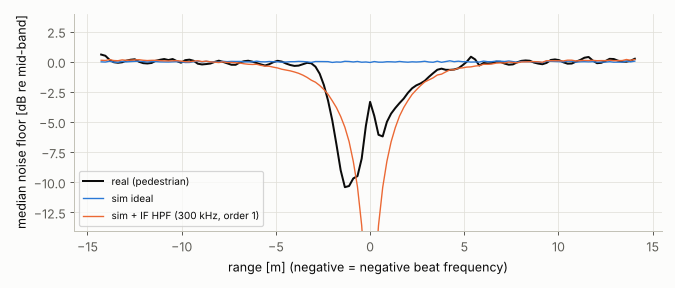 median noise floor [dB re mid-band]
2.5
0.0
−2.5
−5.0
−7.5
−10.0
−12.5
real (pedestrian)
sim ideal
sim + IF HPF (300 kHz, order 1)
−15 −10 −5 0 5 10 15
range [m] (negative = negative beat frequency)